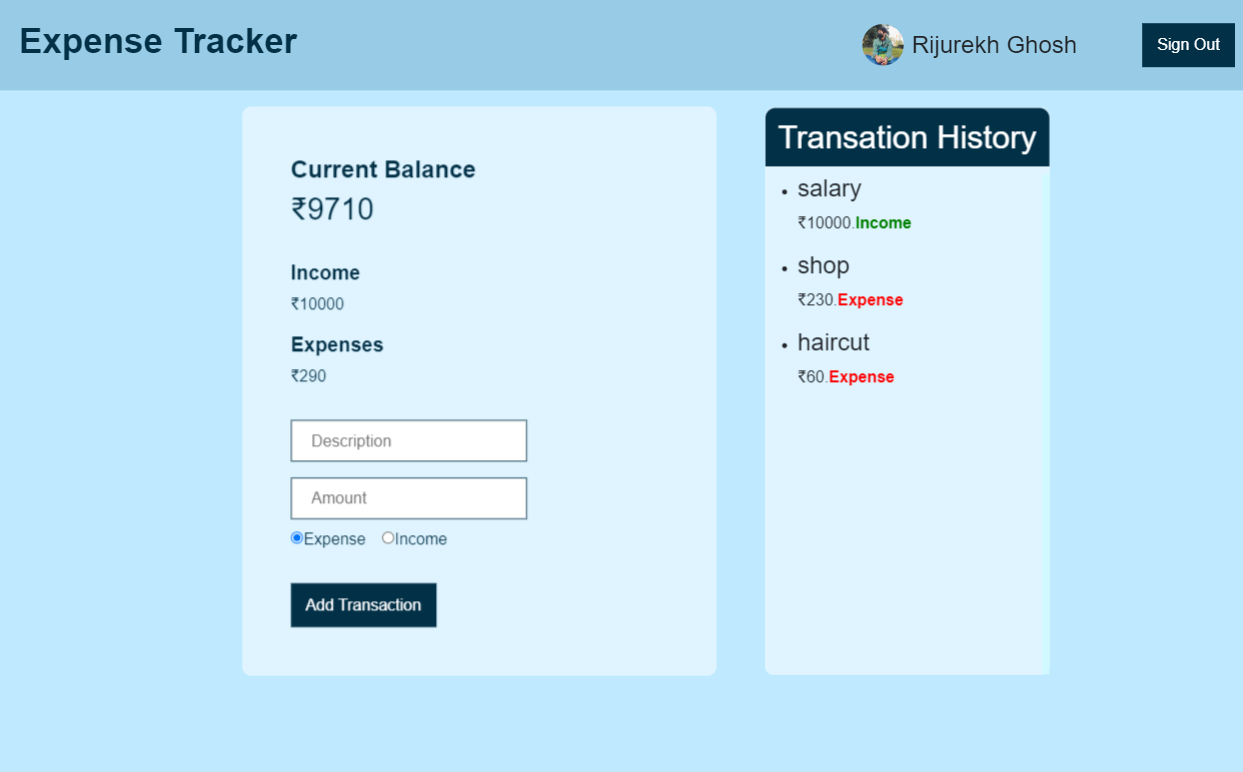 Expense Tracker
Rijurekh Ghosh
Sign Out
Current Balance
₹9710
Income
₹10000
Expenses
₹290
Description
Amount
Expense Income
Add Transaction
Transation History
salary
₹10000.Income
shop
₹230.Expense
haircut
₹60.Expense